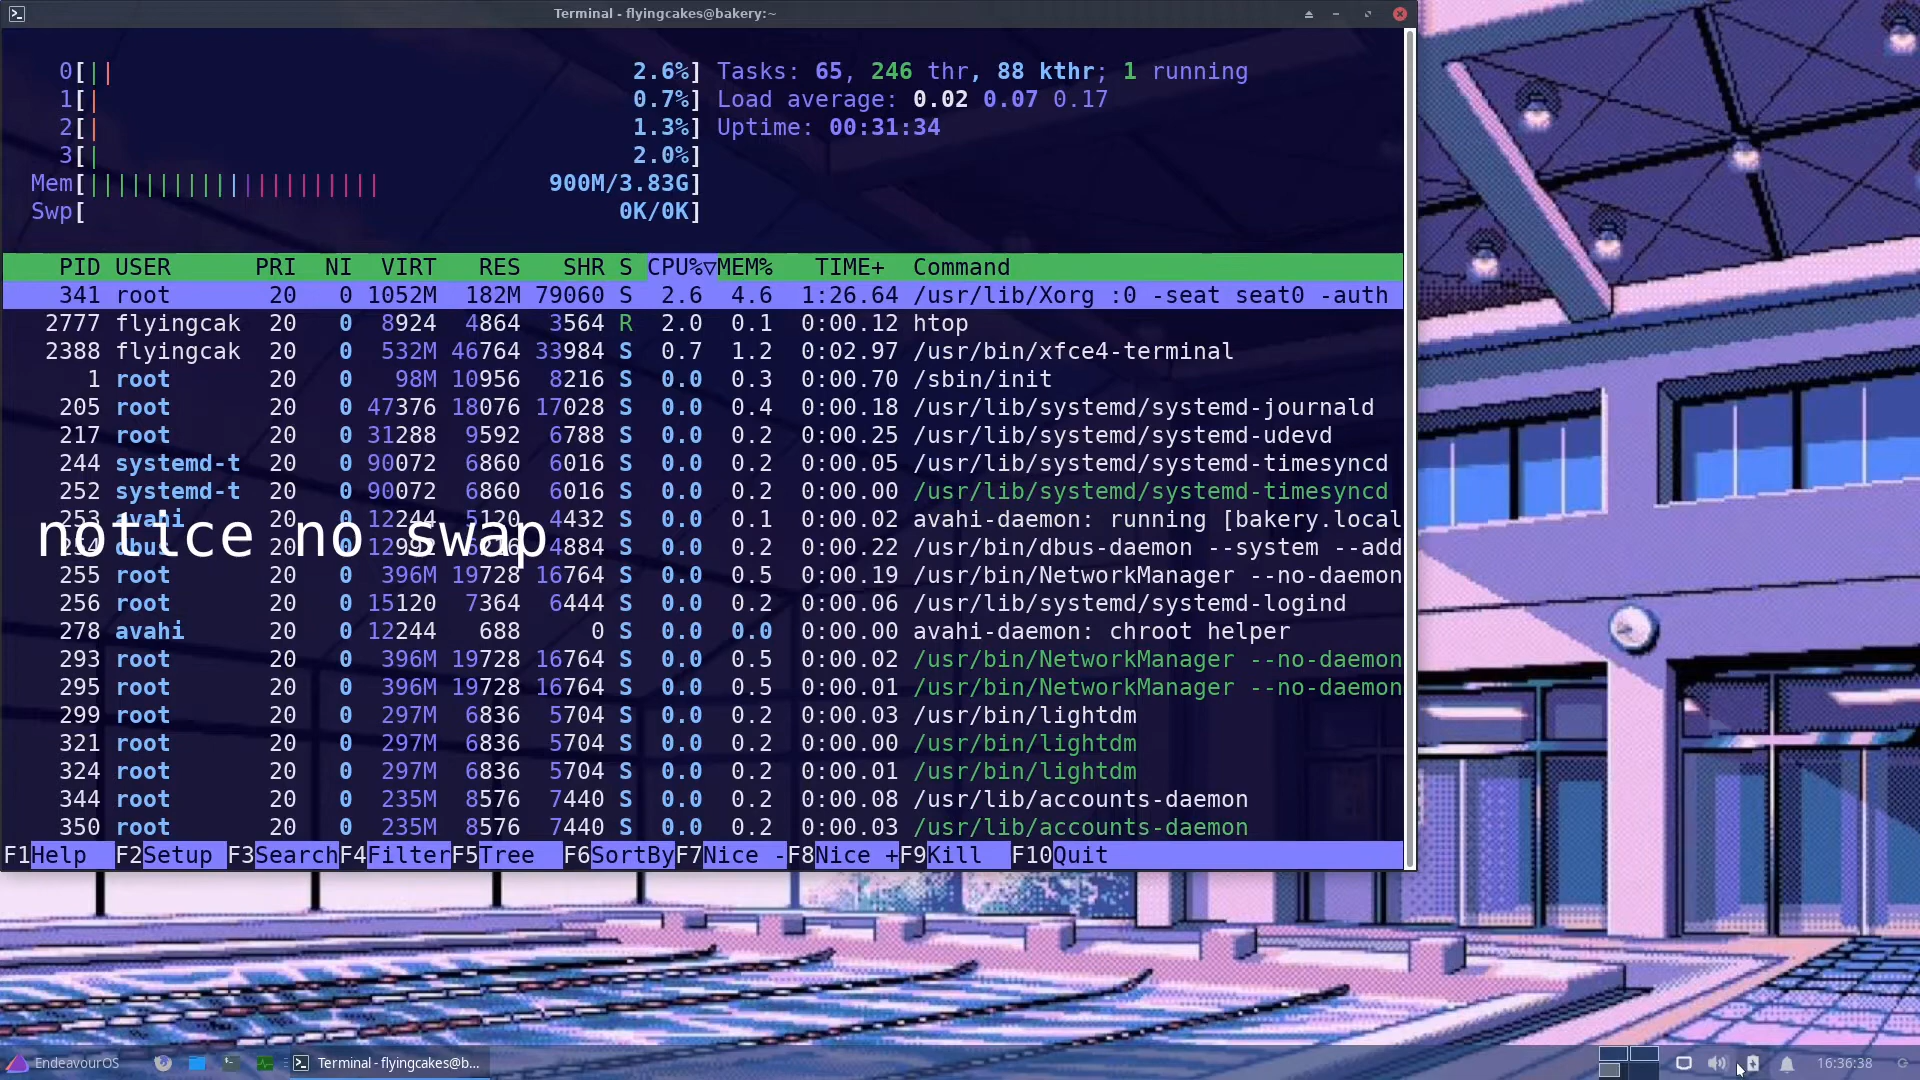 Terminal - flyingcakes@bakery:~
0[|| 2.6%] Tasks: 65, 246 thr, 88 kthr; 1 running
1[| 0.7%] Load average: 0.02 0.07 0.17
2[| 1.3%] Uptime: 00:31:34
3[| 2.0%]
Mem[||||||||||||||||||||| 900M/3.83G]
Swp[ 0K/0K]
PID USER PRI NI VIRT RES SHR S CPU%▽MEM% TIME+ Command
341 root 20 0 1052M 182M 79060 S 2.6 4.6 1:26.64 /usr/lib/Xorg :0 -seat seat0 -auth
2777 flyingcak 20 0 8924 4864 3564 R 2.0 0.1 0:00.12 htop
2388 flyingcak 20 0 532M 46764 33984 S 0.7 1.2 0:02.97 /usr/bin/xfce4-terminal
1 root 20 0 98M 10956 8216 S 0.0 0.3 0:00.70 /sbin/init
205 root 20 0 47376 18076 17028 S 0.0 0.4 0:00.18 /usr/lib/systemd/systemd-journald
217 root 20 0 31288 9592 6788 S 0.0 0.2 0:00.25 /usr/lib/systemd/systemd-udevd
244 systemd-t 20 0 90072 6860 6016 S 0.0 0.2 0:00.05 /usr/lib/systemd/systemd-timesyncd
252 systemd-t 20 0 90072 6860 6016 S 0.0 0.2 0:00.00 /usr/lib/systemd/systemd-timesyncd
253 avahi 20 0 12244 5120 4432 S 0.0 0.1 0:00.02 avahi-daemon: running [bakery.local
notice no swap
254 dbus 20 0 4884 S 0.0 0.2 0:00.22 /usr/bin/dbus-daemon --system --add
255 root 20 0 396M 19728 16764 S 0.0 0.5 0:00.19 /usr/bin/NetworkManager --no-daemon
256 root 20 0 15120 7364 6444 S 0.0 0.2 0:00.06 /usr/lib/systemd/systemd-logind
278 avahi 20 0 12244 688 0 S 0.0 0.0 0:00.00 avahi-daemon: chroot helper
293 root 20 0 396M 19728 16764 S 0.0 0.5 0:00.02 /usr/bin/NetworkManager --no-daemon
295 root 20 0 396M 19728 16764 S 0.0 0.5 0:00.01 /usr/bin/NetworkManager --no-daemon
299 root 20 0 297M 6836 5704 S 0.0 0.2 0:00.03 /usr/bin/lightdm
321 root 20 0 297M 6836 5704 S 0.0 0.2 0:00.00 /usr/bin/lightdm
324 root 20 0 297M 6836 5704 S 0.0 0.2 0:00.01 /usr/bin/lightdm
344 root 20 0 235M 8576 7440 S 0.0 0.2 0:00.08 /usr/lib/accounts-daemon
350 root 20 0 235M 8576 7440 S 0.0 0.2 0:00.03 /usr/lib/accounts-daemon
F1Help F2Setup F3SearchF4FilterF5Tree F6SortByF7Nice -F8Nice +F9Kill F10Quit
EndeavourOS Terminal - flyingcakes@b... 16:36:38